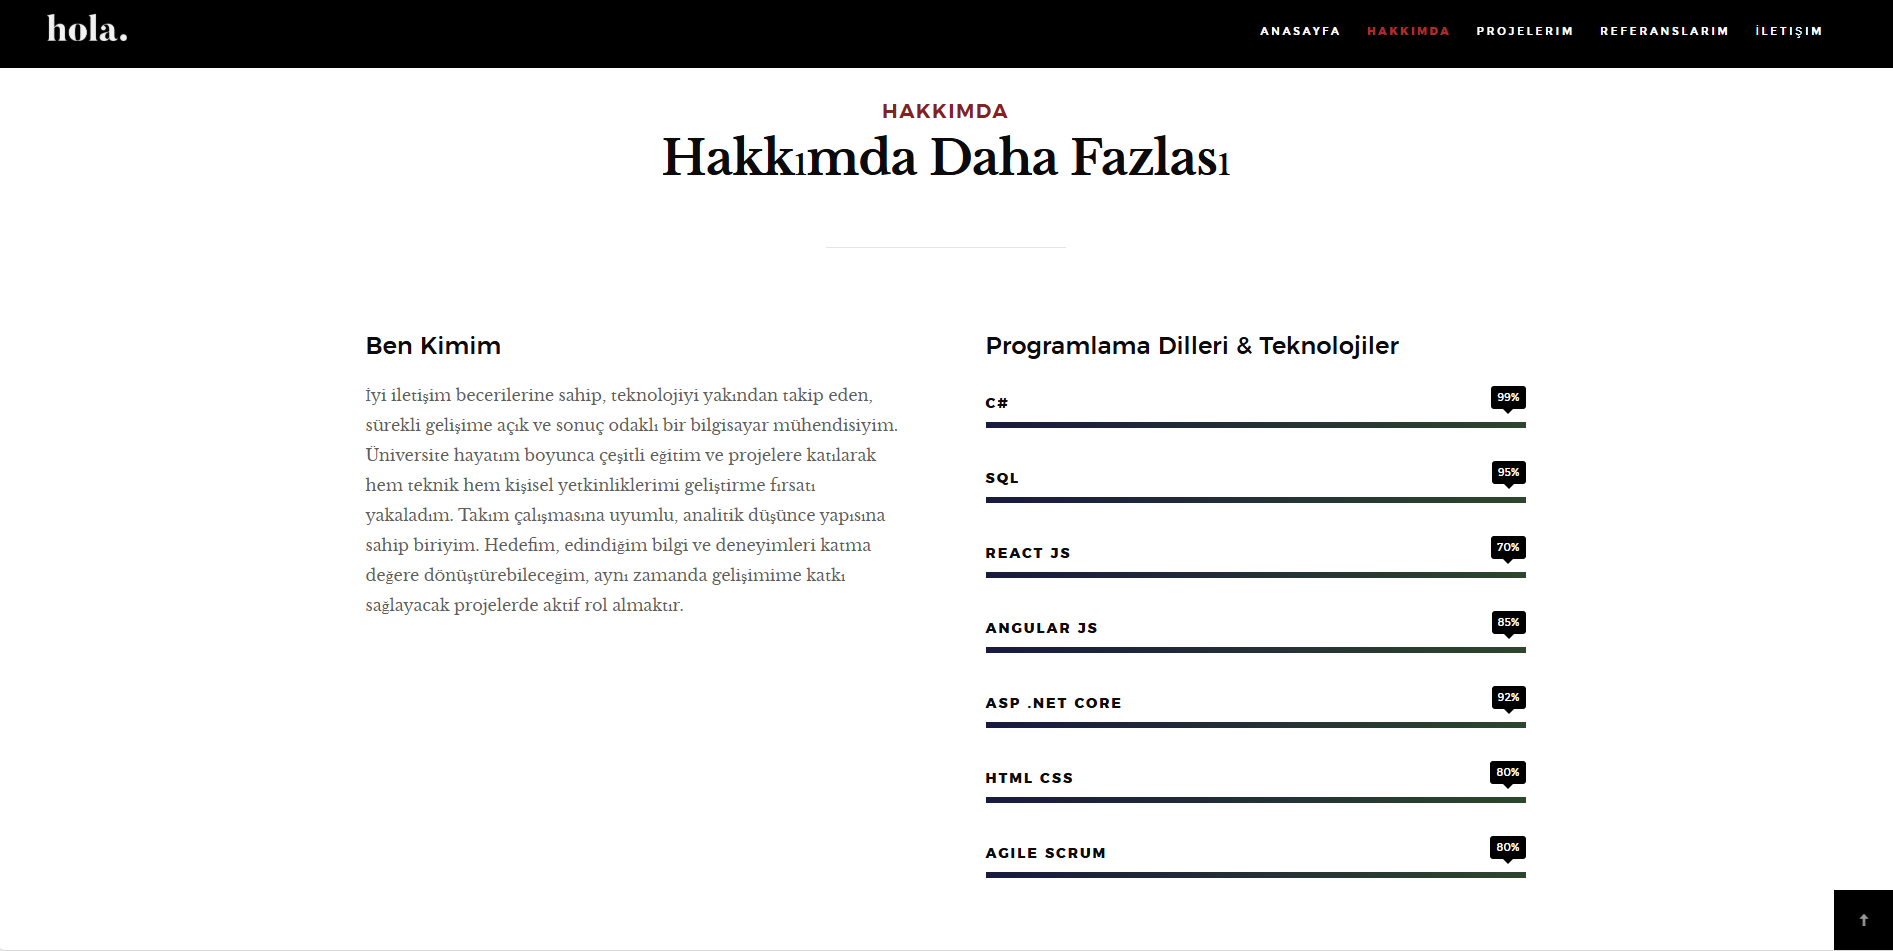 hola.
ANASAYFA HAKKIMDA PROJELERIM REFERANSLARIM İLETIŞIM
HAKKIMDA
Hakkımda Daha Fazlası
Ben Kimim
İyi iletişim becerilerine sahip, teknolojiyi yakından takip eden,
sürekli gelişime açık ve sonuç odaklı bir bilgisayar mühendisiyim.
Üniversite hayatım boyunca çeşitli eğitim ve projelere katılarak
hem teknik hem kişisel yetkinliklerimi geliştirme fırsatı
yakaladım. Takım çalışmasına uyumlu, analitik düşünce yapısına
sahip biriyim. Hedefim, edindiğim bilgi ve deneyimleri katma
değere dönüştürebileceğim, aynı zamanda gelişimime katkı
sağlayacak projelerde aktif rol almaktır.
Programlama Dilleri & Teknolojiler
C# 99%
SQL 95%
REACT JS 70%
ANGULAR JS 85%
ASP .NET CORE 92%
HTML CSS 80%
AGILE SCRUM 80%